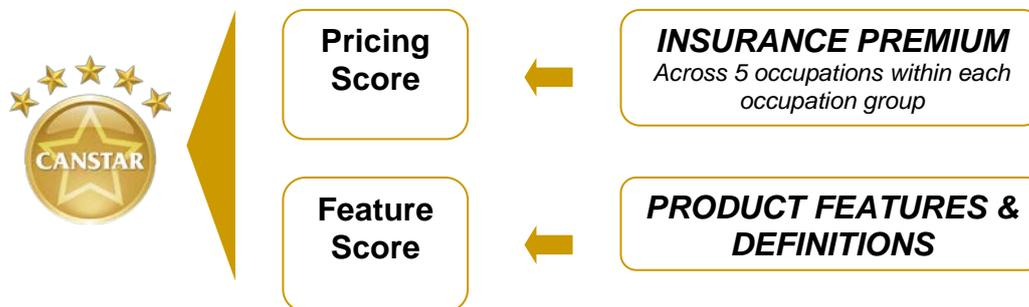 CANSTAR
Pricing
Score
INSURANCE PREMIUM
Across 5 occupations within each
occupation group
Feature
Score
PRODUCT FEATURES &
DEFINITIONS